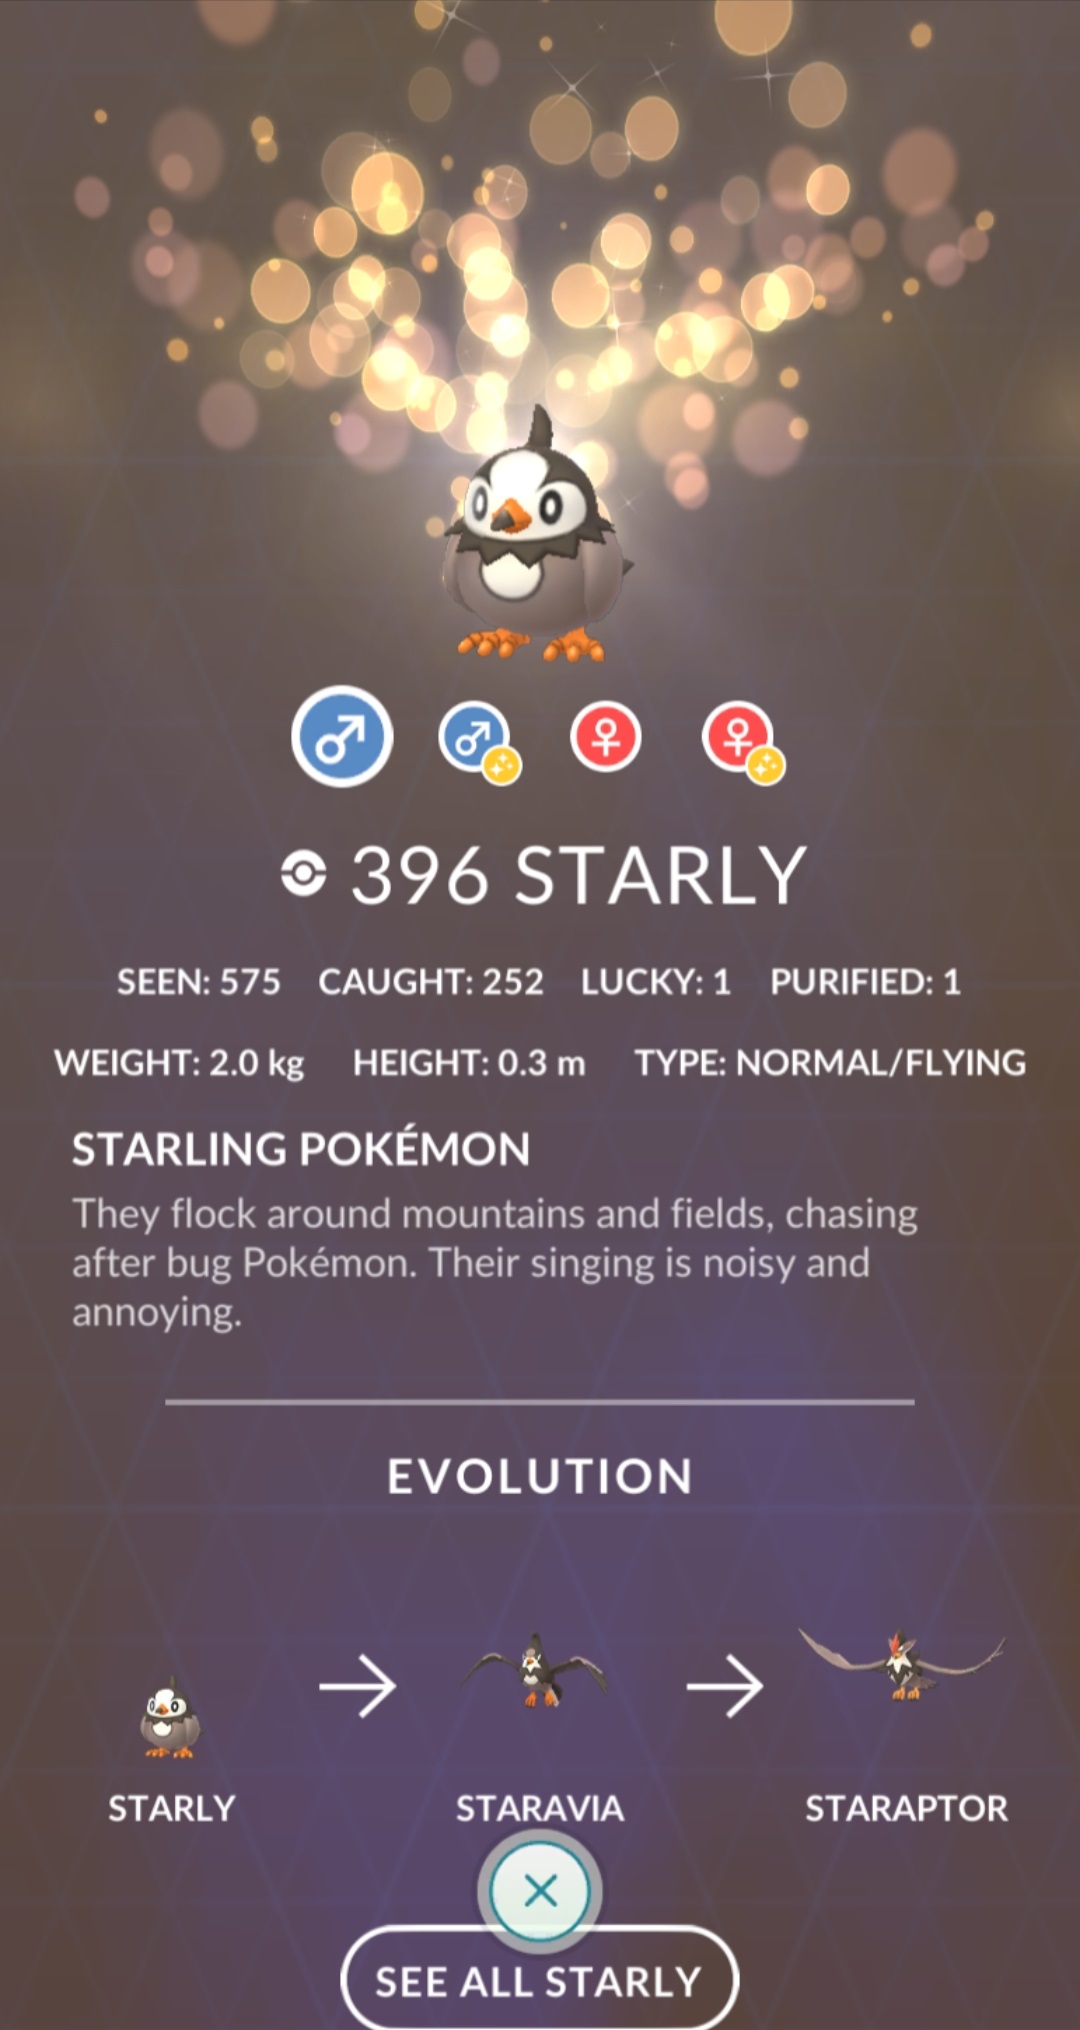 396 STARLY
SEEN: 575 CAUGHT: 252 LUCKY: 1 PURIFIED: 1
WEIGHT: 2.0 kg HEIGHT: 0.3 m TYPE: NORMAL/FLYING
STARLING POKÉMON
They flock around mountains and fields, chasing
after bug Pokémon. Their singing is noisy and
annoying.
EVOLUTION
STARLY STARAVIA STARAPTOR
SEE ALL STARLY